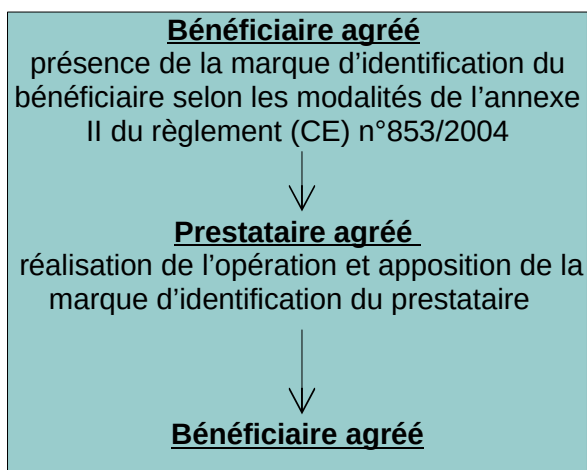 Bénéficiaire agréé
présence de la marque d’identification du
bénéficiaire selon les modalités de l’annexe
II du règlement (CE) n°853/2004
Prestataire agréé
réalisation de l’opération et apposition de la
marque d’identification du prestataire
Bénéficiaire agréé